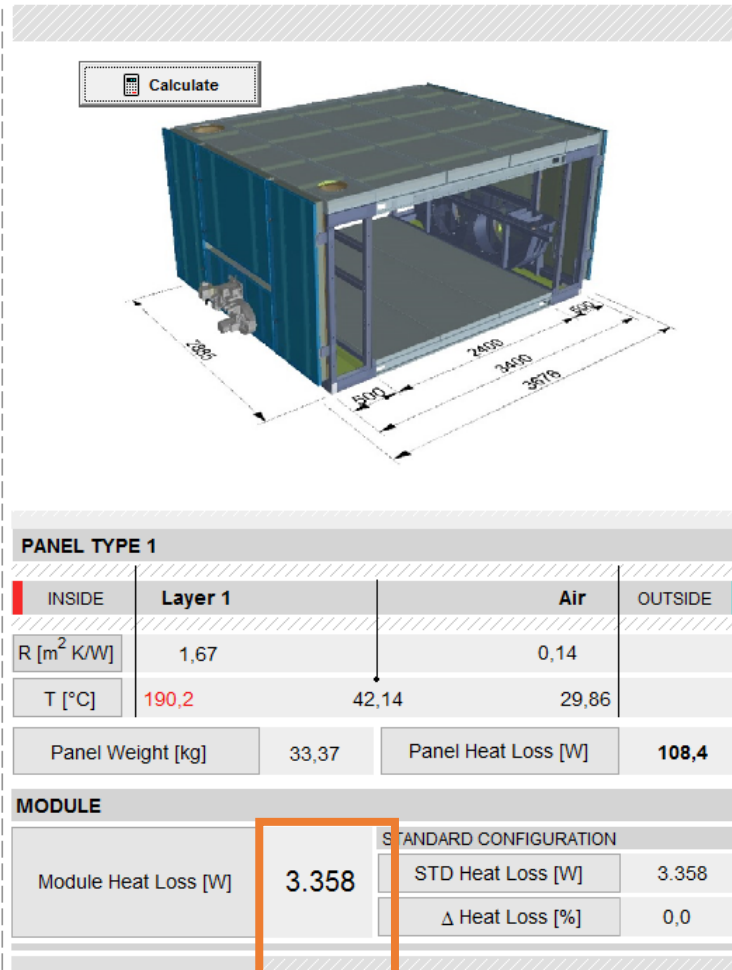 Calculate
2885
500
2400
500
3400
3678
PANEL TYPE 1
INSIDE Layer 1 Air OUTSIDE
R [m² K/W] 1,67 0,14
T [°C] 190,2 42,14 29,86
Panel Weight [kg] 33,37 Panel Heat Loss [W] 108,4
MODULE
Module Heat Loss [W] 3.358
STANDARD CONFIGURATION
STD Heat Loss [W] 3.358
Δ Heat Loss [%] 0,0